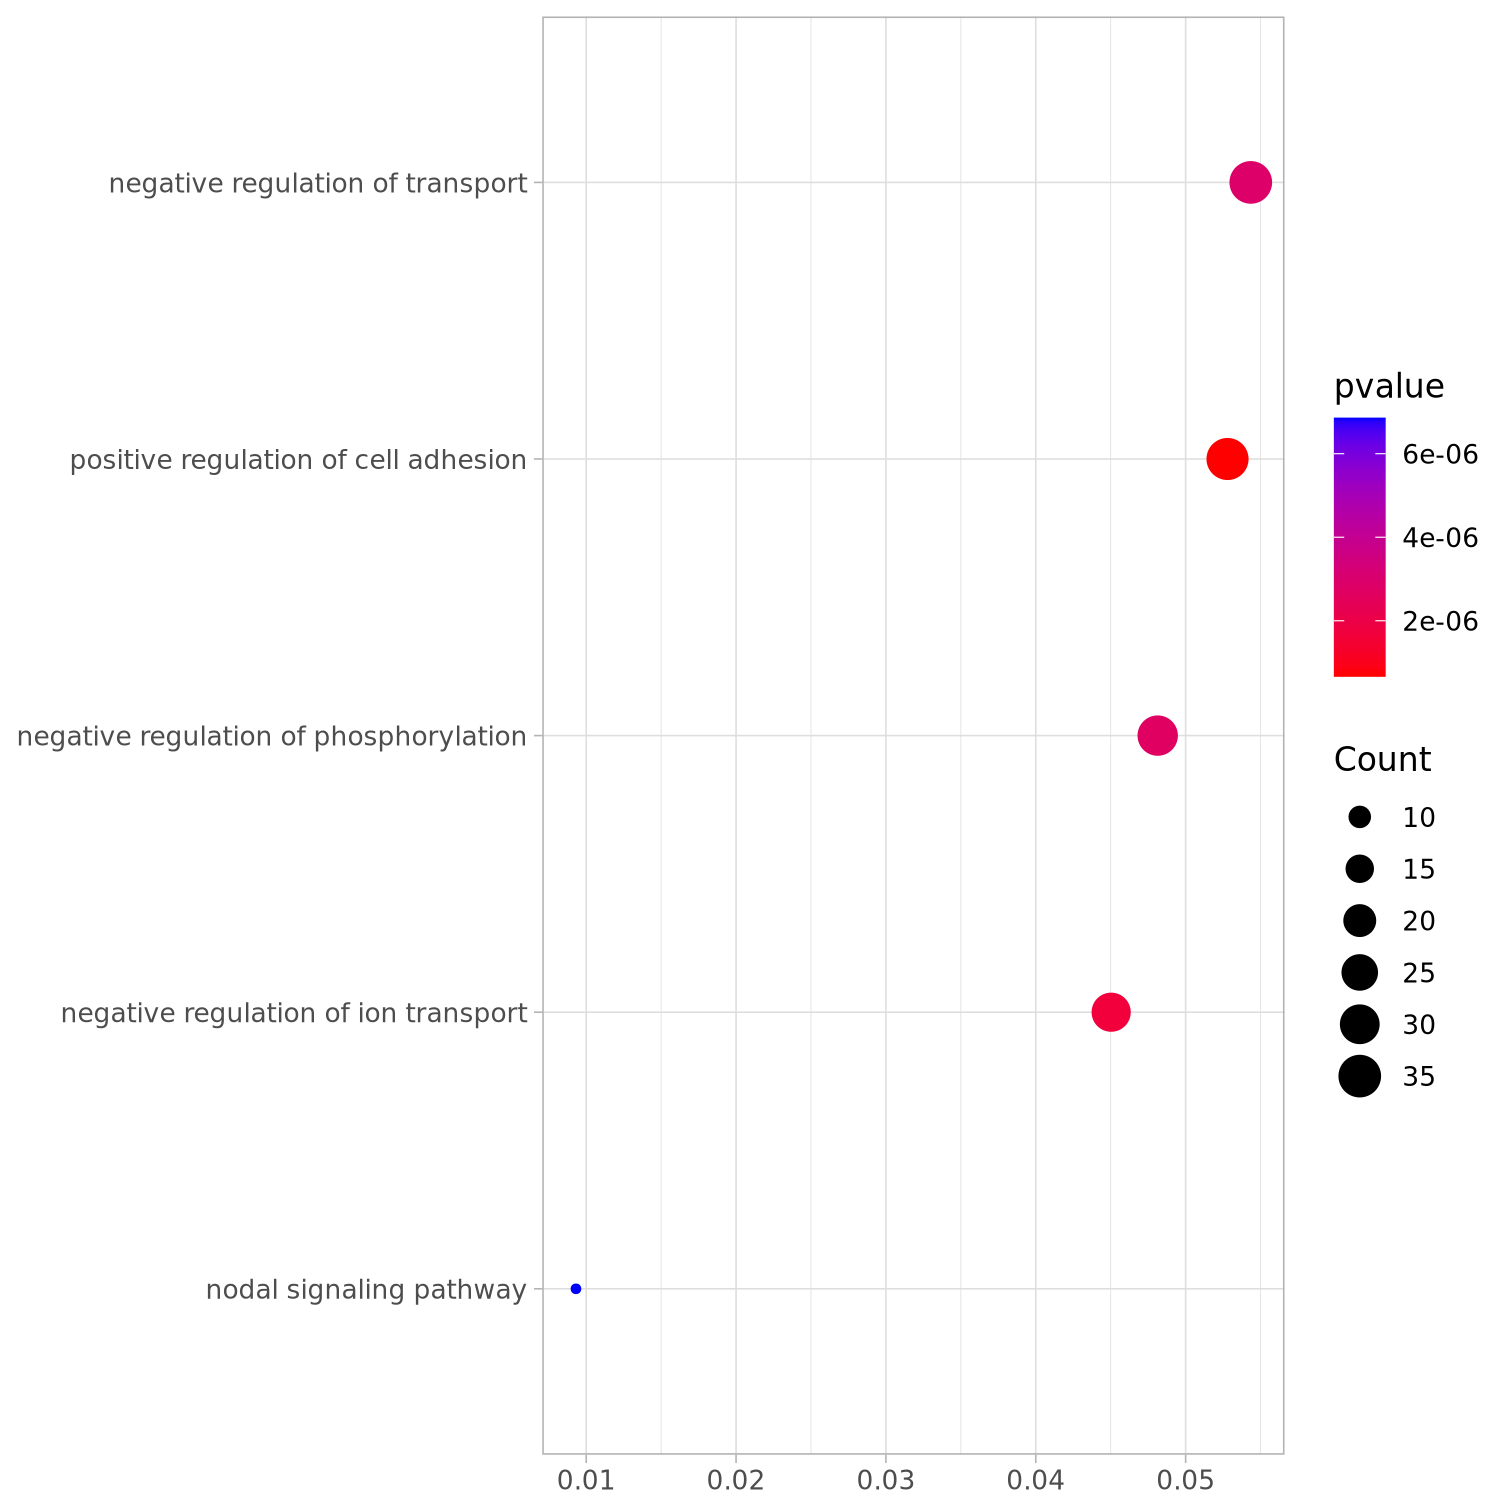 negative regulation of transport
positive regulation of cell adhesion
negative regulation of phosphorylation
negative regulation of ion transport
nodal signaling pathway
0.01
0.02
0.03
0.04
0.05
pvalue
6e-06
4e-06
2e-06
Count
10
15
20
25
30
35